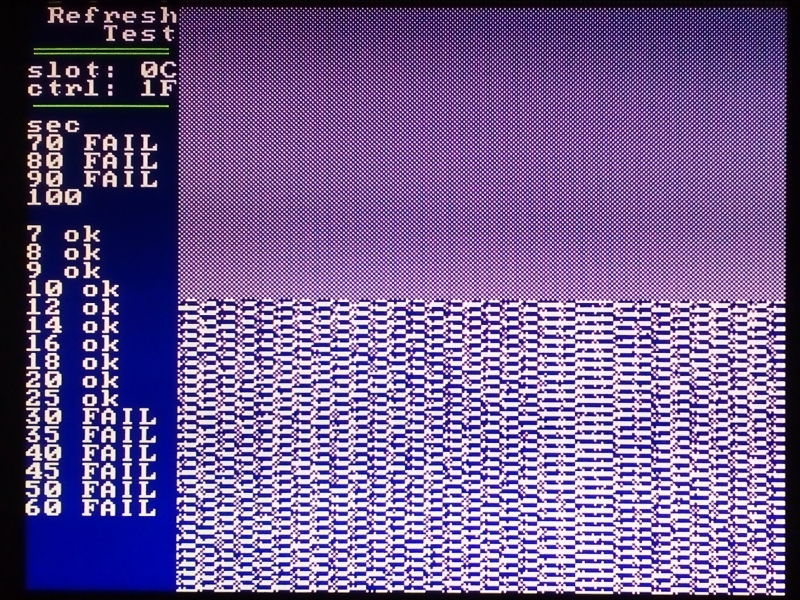 Refresh
Test
slot: 0C
ctrl: 1F
sec
70 FAIL
80 FAIL
90 FAIL
100
7 ok
8 ok
9 ok
10 ok
12 ok
14 ok
16 ok
18 ok
20 ok
25 ok
30 FAIL
35 FAIL
40 FAIL
45 FAIL
50 FAIL
60 FAIL